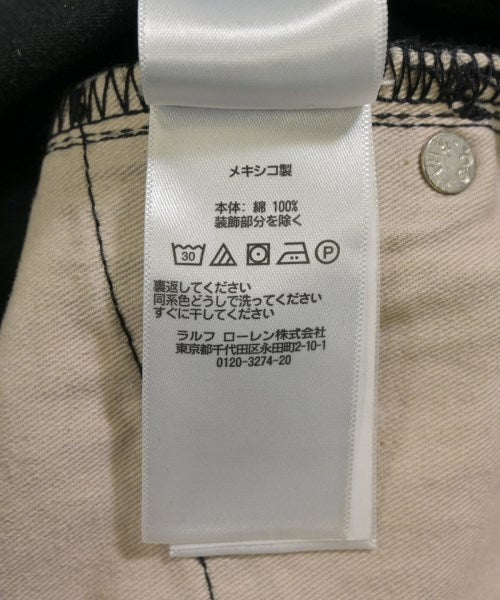 メキシコ製
本体: 綿 100%
装飾部分を除く
30 P
裏返してください
同系色どうしで洗ってください
すぐに干してください
ラルフ ローレン株式会社
東京都千代田区永田町2-10-1
0120-3274-20